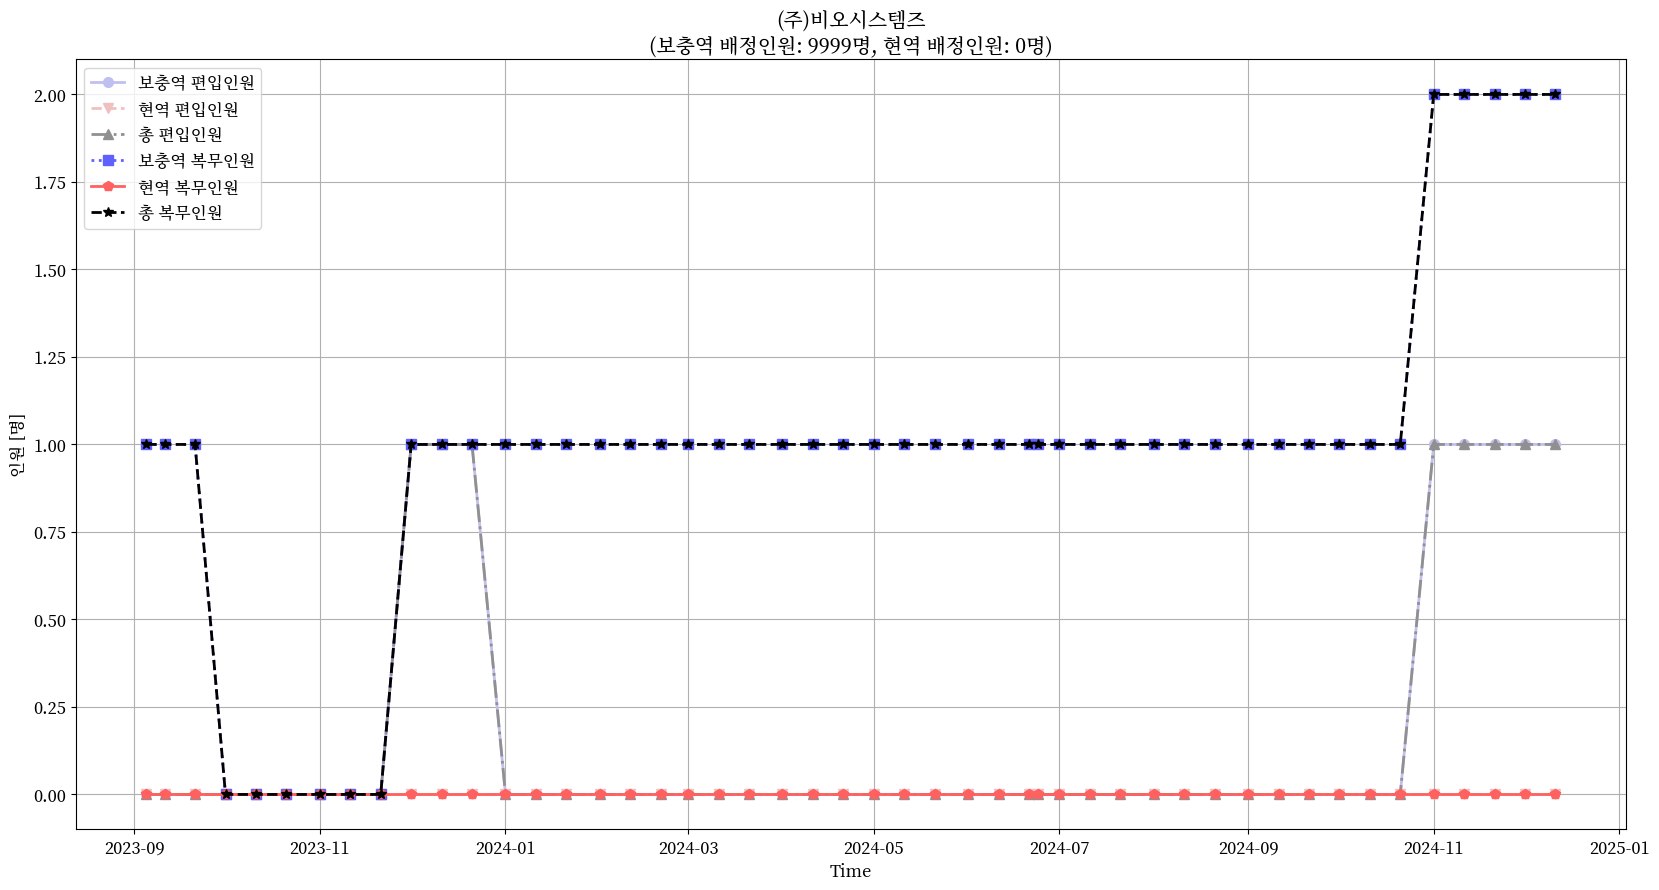 (주)비오시스템즈
(보충역 배정인원: 9999명, 현역 배정인원: 0명)
보충역 편입인원
현역 편입인원
총 편입인원
보충역 복무인원
현역 복무인원
총 복무인원
2.00
1.75
1.50
1.25
1.00
0.75
0.50
0.25
0.00
인원 [명]
2023-09
2023-11
2024-01
2024-03
2024-05
2024-07
2024-09
2024-11
2025-01
Time